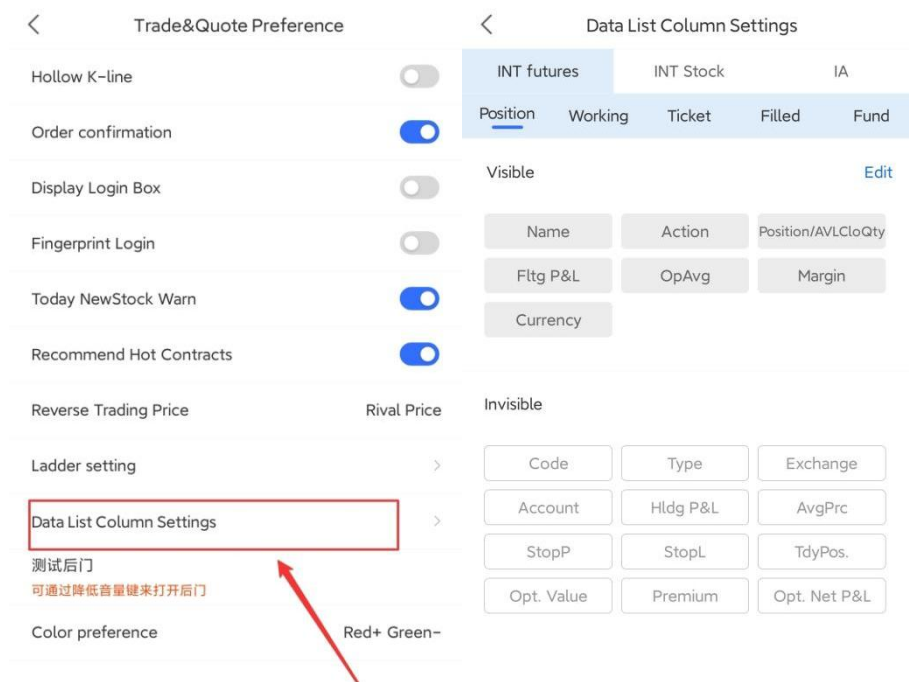 Trade&Quote Preference
Hollow K-line
Order confirmation
Display Login Box
Fingerprint Login
Today NewStock Warn
Recommend Hot Contracts
Reverse Trading Price Rival Price
Ladder setting
Data List Column Settings
测试后门
可通过降低音量键来打开后门
Color preference Red+ Green-
Data List Column Settings
INT futures INT Stock IA
Position Working Ticket Filled Fund
Visible Edit
Name Action Position/AVLCloQty
Fltg P&L OpAvg Margin
Currency
Invisible
Code Type Exchange
Account Hldg P&L AvgPrc
StopP StopL TdyPos.
Opt. Value Premium Opt. Net P&L